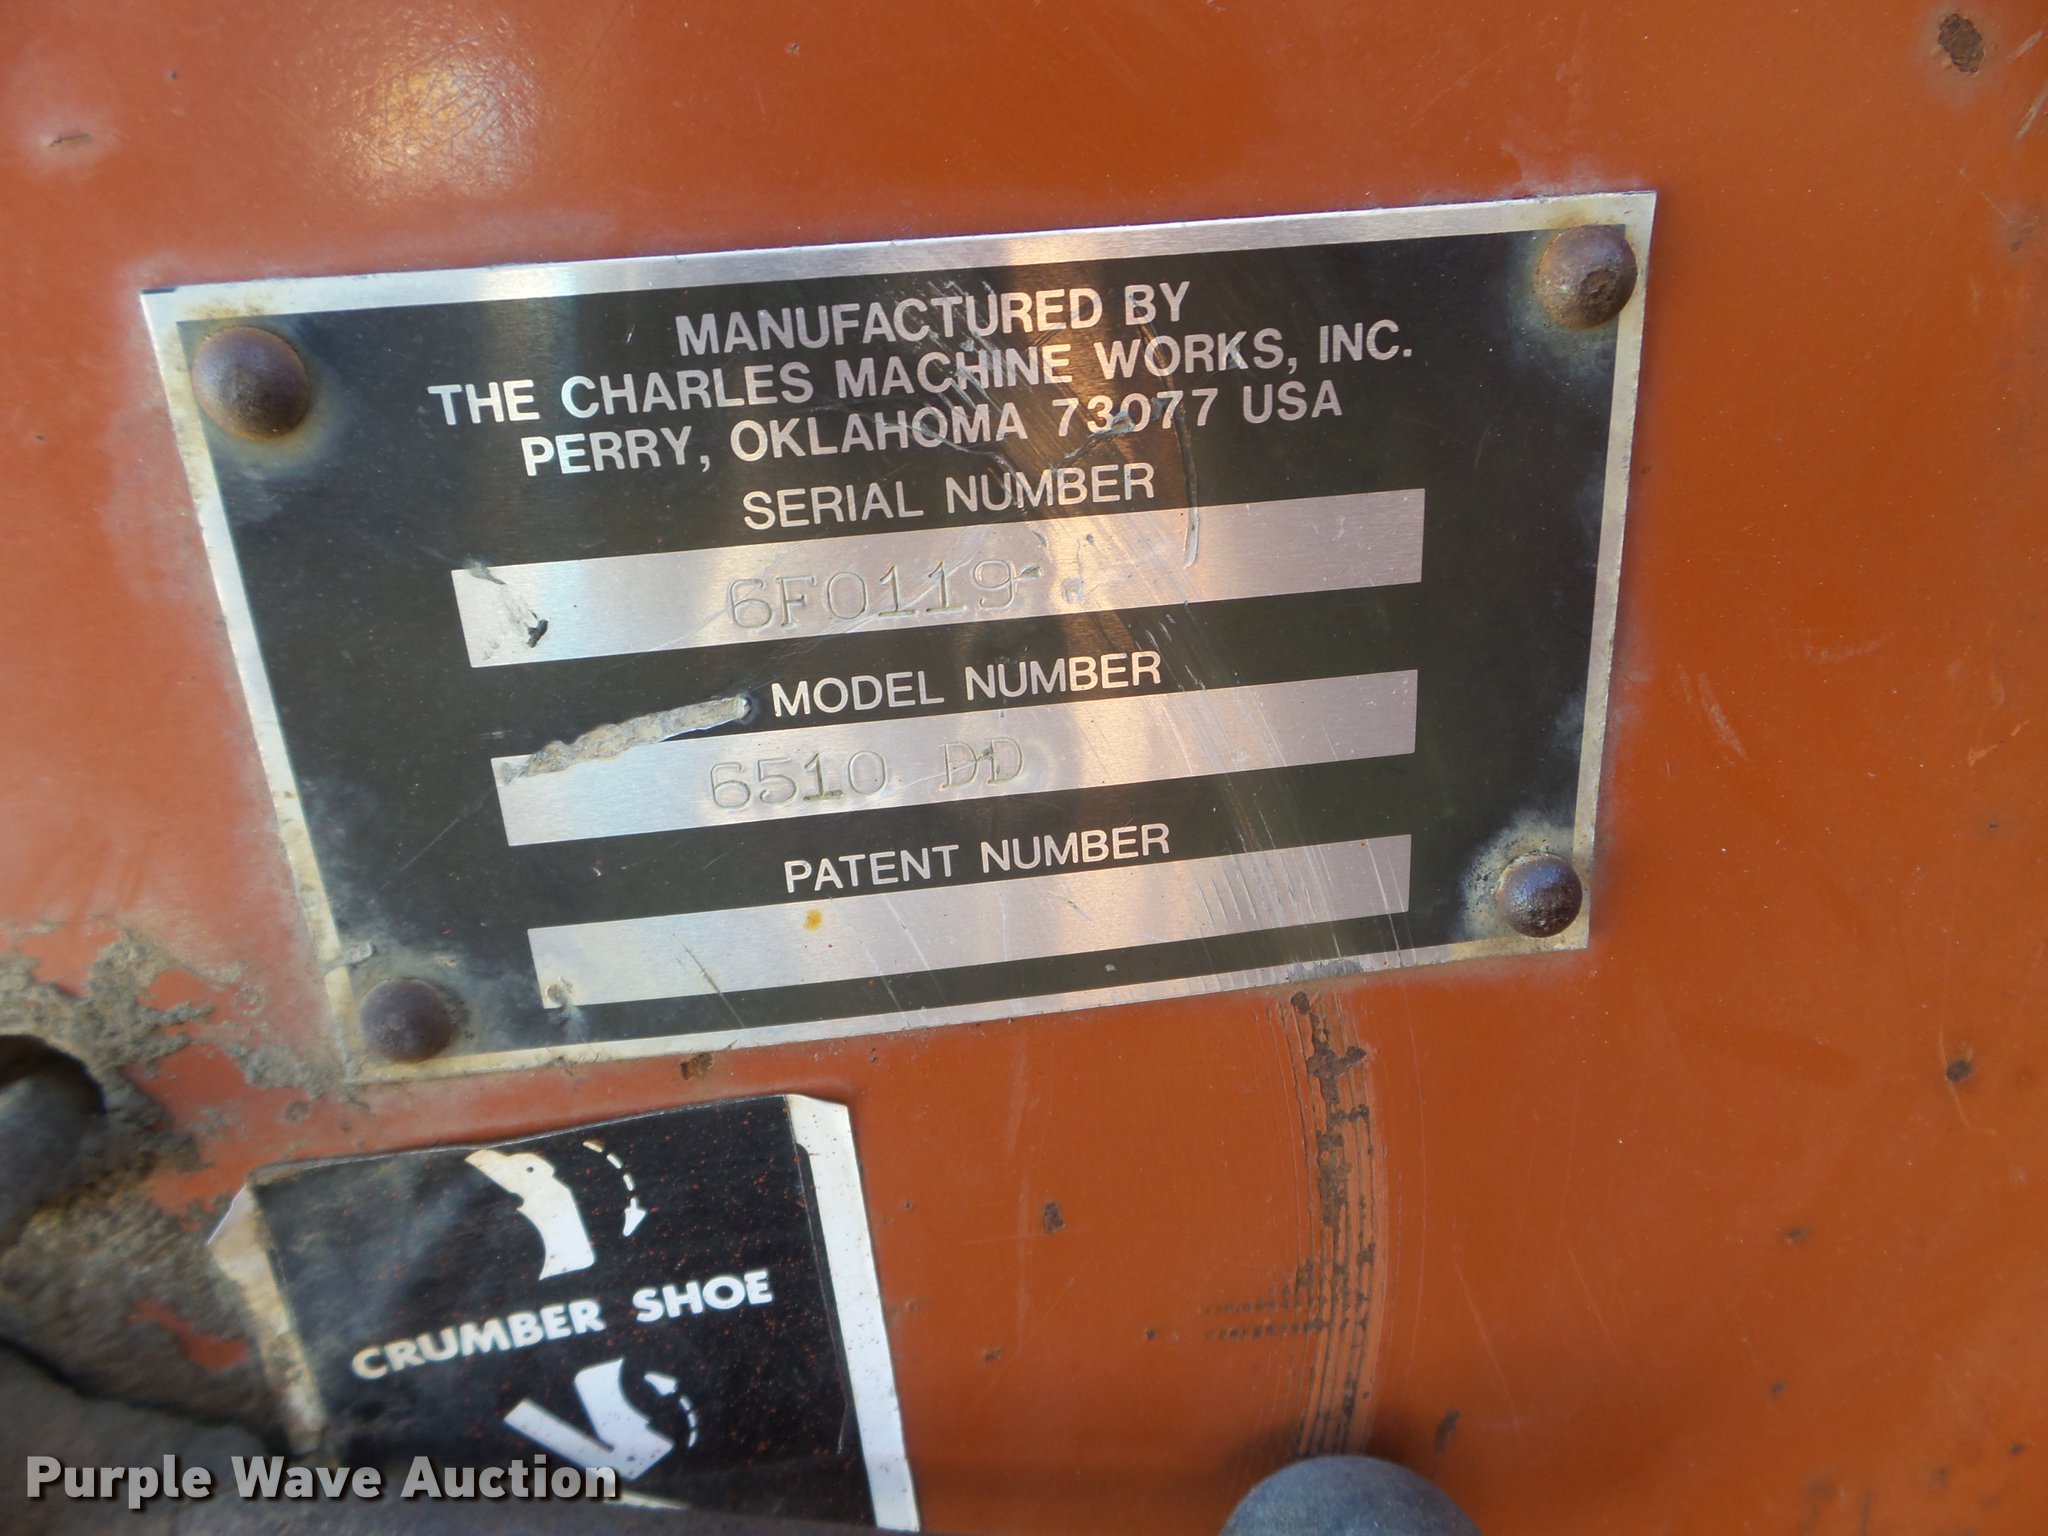 MANUFACTURED BY
THE CHARLES MACHINE WORKS, INC.
PERRY, OKLAHOMA 73077 USA
SERIAL NUMBER
6F0119
MODEL NUMBER
6510 DD
PATENT NUMBER
CRUMBER SHOE
Purple Wave Auction